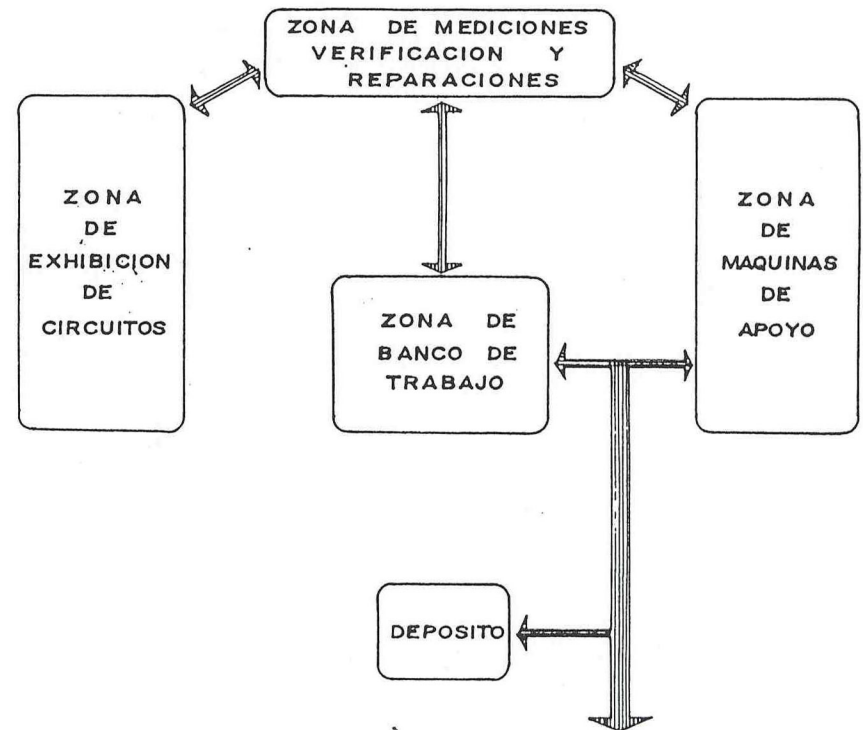 ZONA DE MEDICIONES
VERIFICACION Y
REPARACIONES
ZONA
DE
EXHIBICION
DE
CIRCUITOS
ZONA DE
BANCO DE
TRABAJO
ZONA
DE
MAQUINAS
DE
APOYO
DEPOSITO